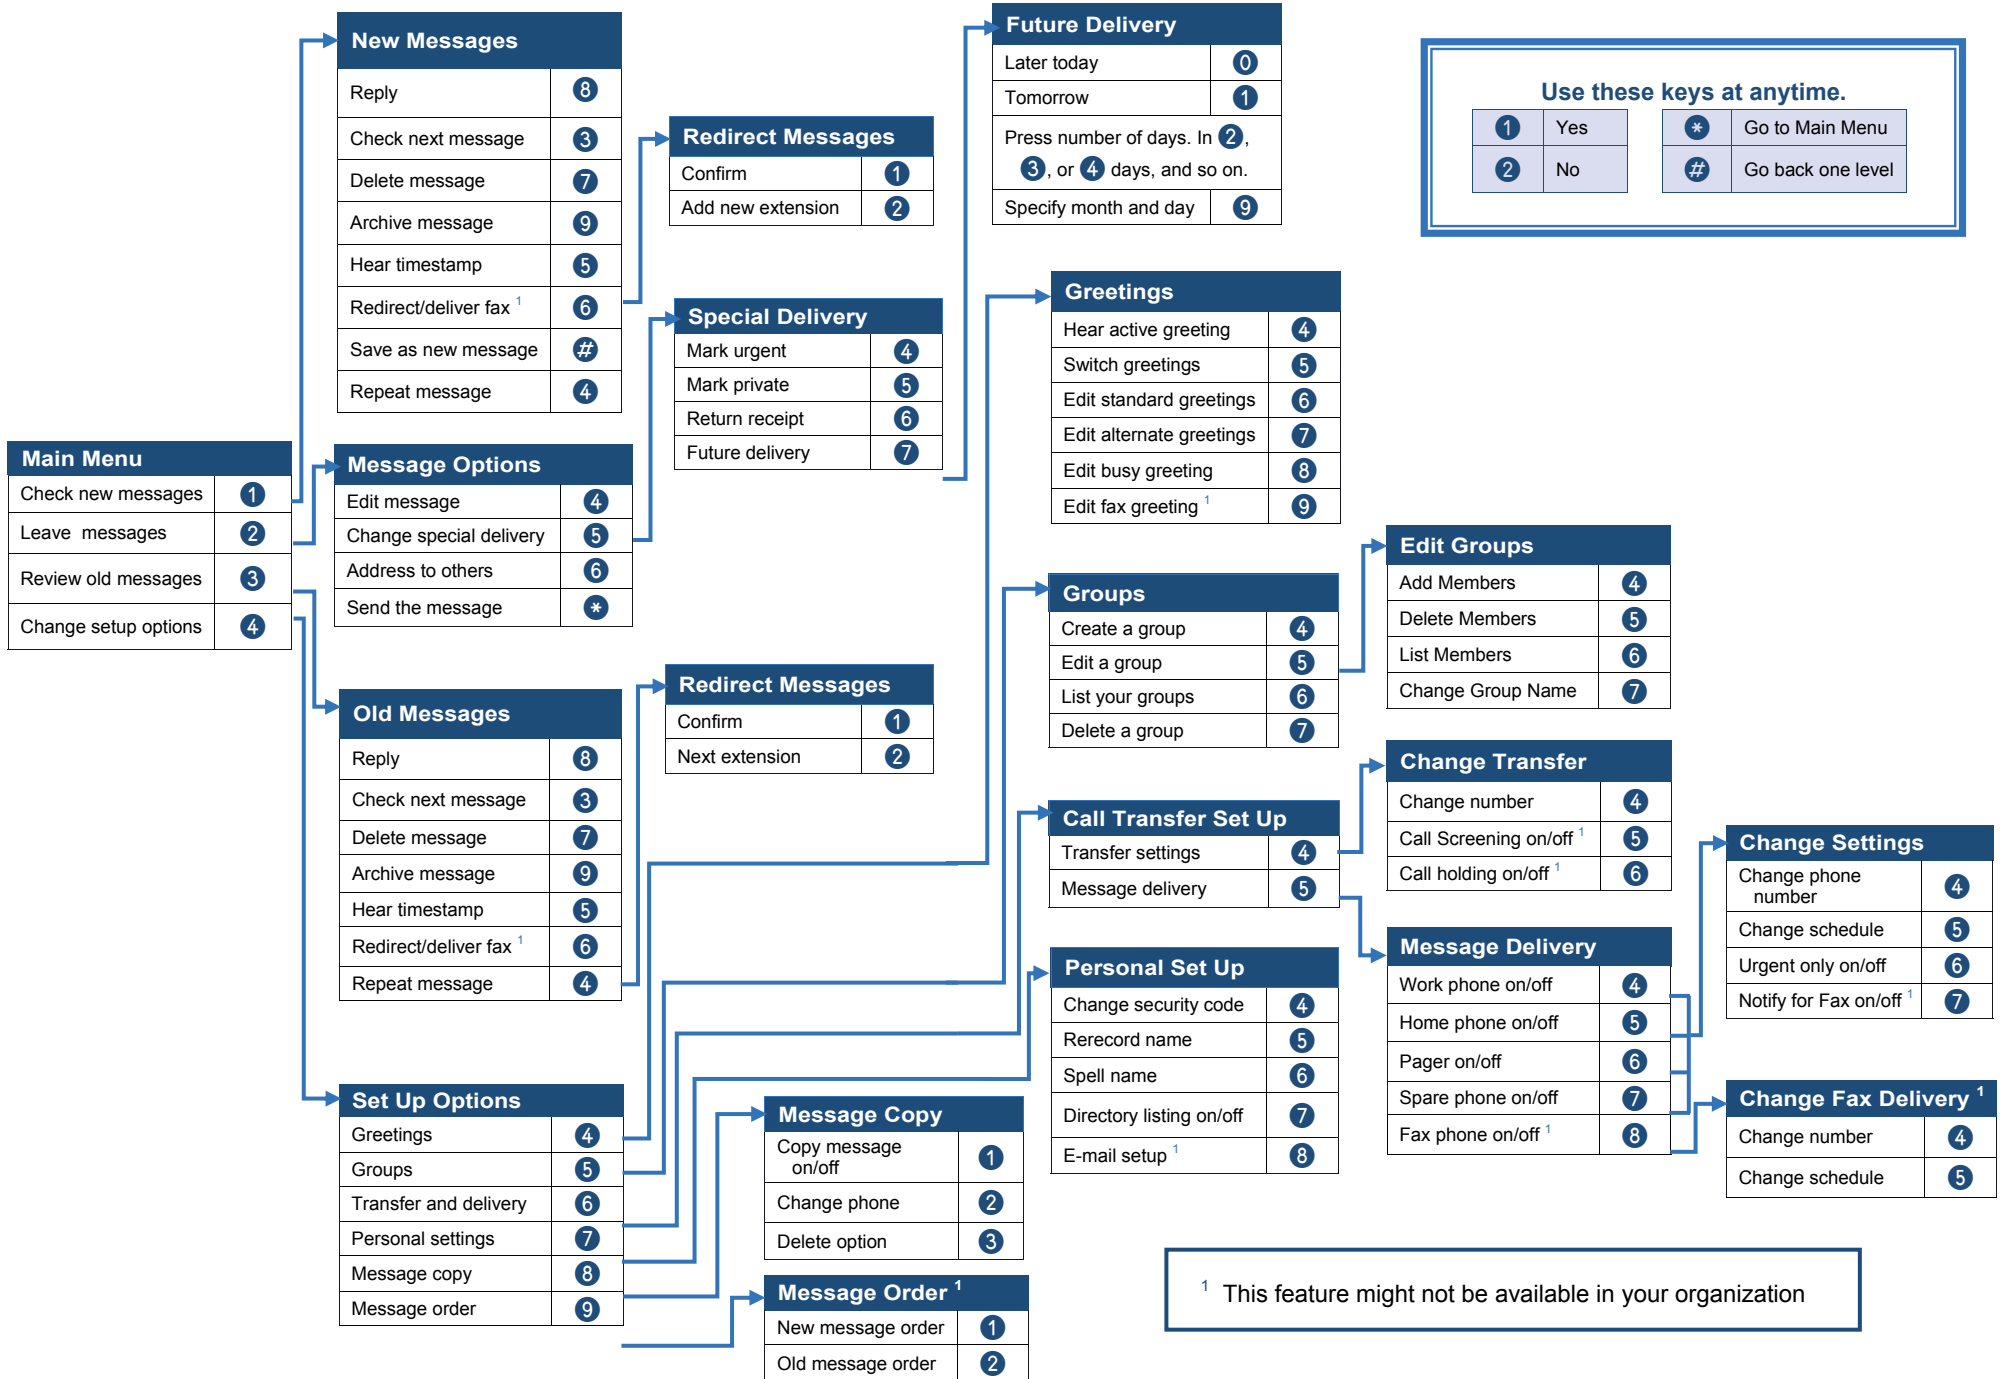 New Messages
Reply 8
Check next message 3
Delete message 7
Archive message 9
Hear timestamp 5
Redirect/deliver fax 1 6
Save as new message #
Repeat message 4
Redirect Messages
Confirm 1
Add new extension 2
Future Delivery
Later today 0
Tomorrow 1
Press number of days. In 2,
3, or 4 days, and so on.
Specify month and day 9
Use these keys at anytime.
1 Yes * Go to Main Menu
2 No # Go back one level
Special Delivery
Mark urgent 4
Mark private 5
Return receipt 6
Future delivery 7
Greetings
Hear active greeting 4
Switch greetings 5
Edit standard greetings 6
Edit alternate greetings 7
Edit busy greeting 8
Edit fax greeting 1 9
Main Menu
Check new messages 1
Leave messages 2
Review old messages 3
Change setup options 4
Message Options
Edit message 4
Change special delivery 5
Address to others 6
Send the message *
Groups
Create a group 4
Edit a group 5
List your groups 6
Delete a group 7
Edit Groups
Add Members 4
Delete Members 5
List Members 6
Change Group Name 7
Old Messages
Reply 8
Check next message 3
Delete message 7
Archive message 9
Hear timestamp 5
Redirect/deliver fax 1 6
Repeat message 4
Redirect Messages
Confirm 1
Next extension 2
Call Transfer Set Up
Transfer settings 4
Message delivery 5
Change Transfer
Change number 4
Call Screening on/off 1 5
Call holding on/off 1 6
Change Settings
Change phone
number 4
Change schedule 5
Urgent only on/off 6
Notify for Fax on/off 1 7
Personal Set Up
Change security code 4
Rerecord name 5
Spell name 6
Directory listing on/off 7
E-mail setup 1 8
Message Delivery
Work phone on/off 4
Home phone on/off 5
Pager on/off 6
Spare phone on/off 7
Fax phone on/off 1 8
Change Fax Delivery 1
Change number 4
Change schedule 5
Set Up Options
Greetings 4
Groups 5
Transfer and delivery 6
Personal settings 7
Message copy 8
Message order 9
Message Copy
Copy message
on/off 1
Change phone 2
Delete option 3
Message Order 1
New message order 1
Old message order 2
1 This feature might not be available in your organization